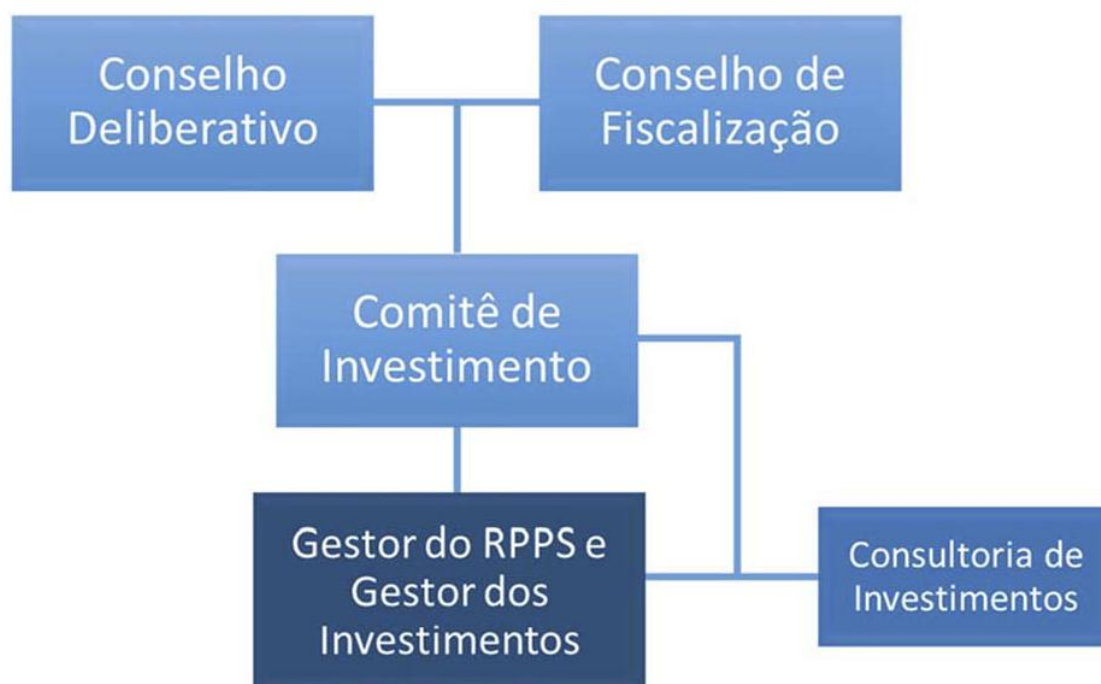 Conselho
Deliberativo
Conselho de
Fiscalização
Comitê de
Investimento
Gestor do RPPS e
Gestor dos
Investimentos
Consultoria de
Investimentos